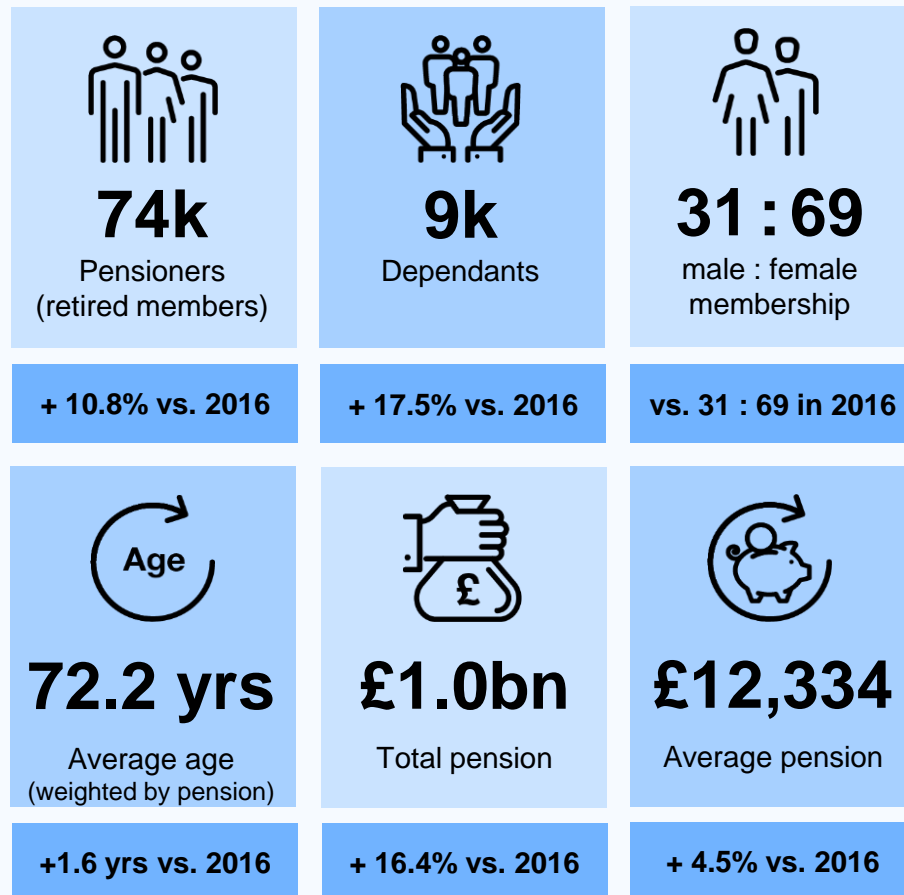 74k
Pensioners
(retired members)
+ 10.8% vs. 2016
9k
Dependants
+ 17.5% vs. 2016
31 : 69
male : female
membership
vs. 31 : 69 in 2016
Age
72.2 yrs
Average age
(weighted by pension)
+1.6 yrs vs. 2016
£
£1.0bn
Total pension
+ 16.4% vs. 2016
£12,334
Average pension
+ 4.5% vs. 2016